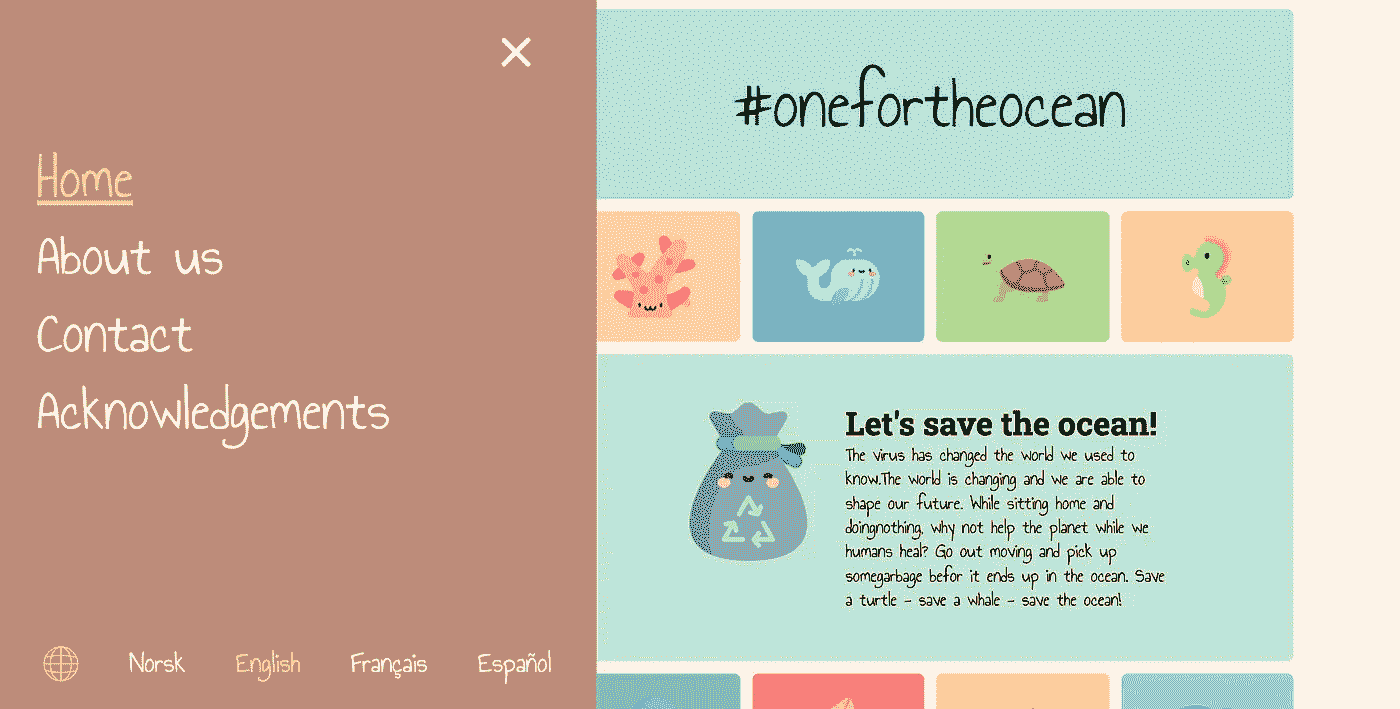 Home
About us
Contact
Acknowledgements
Norsk English Français Español
#onefortheocean
Let's save the ocean!
The virus has changed the world we used to
know.The world is changing and we are able to
shape our future. While sitting home and
doingnothing, why not help the planet while we
humans heal? Go out moving and pick up
somegarbage befor it ends up in the ocean. Save
a turtle - save a whale - save the ocean!